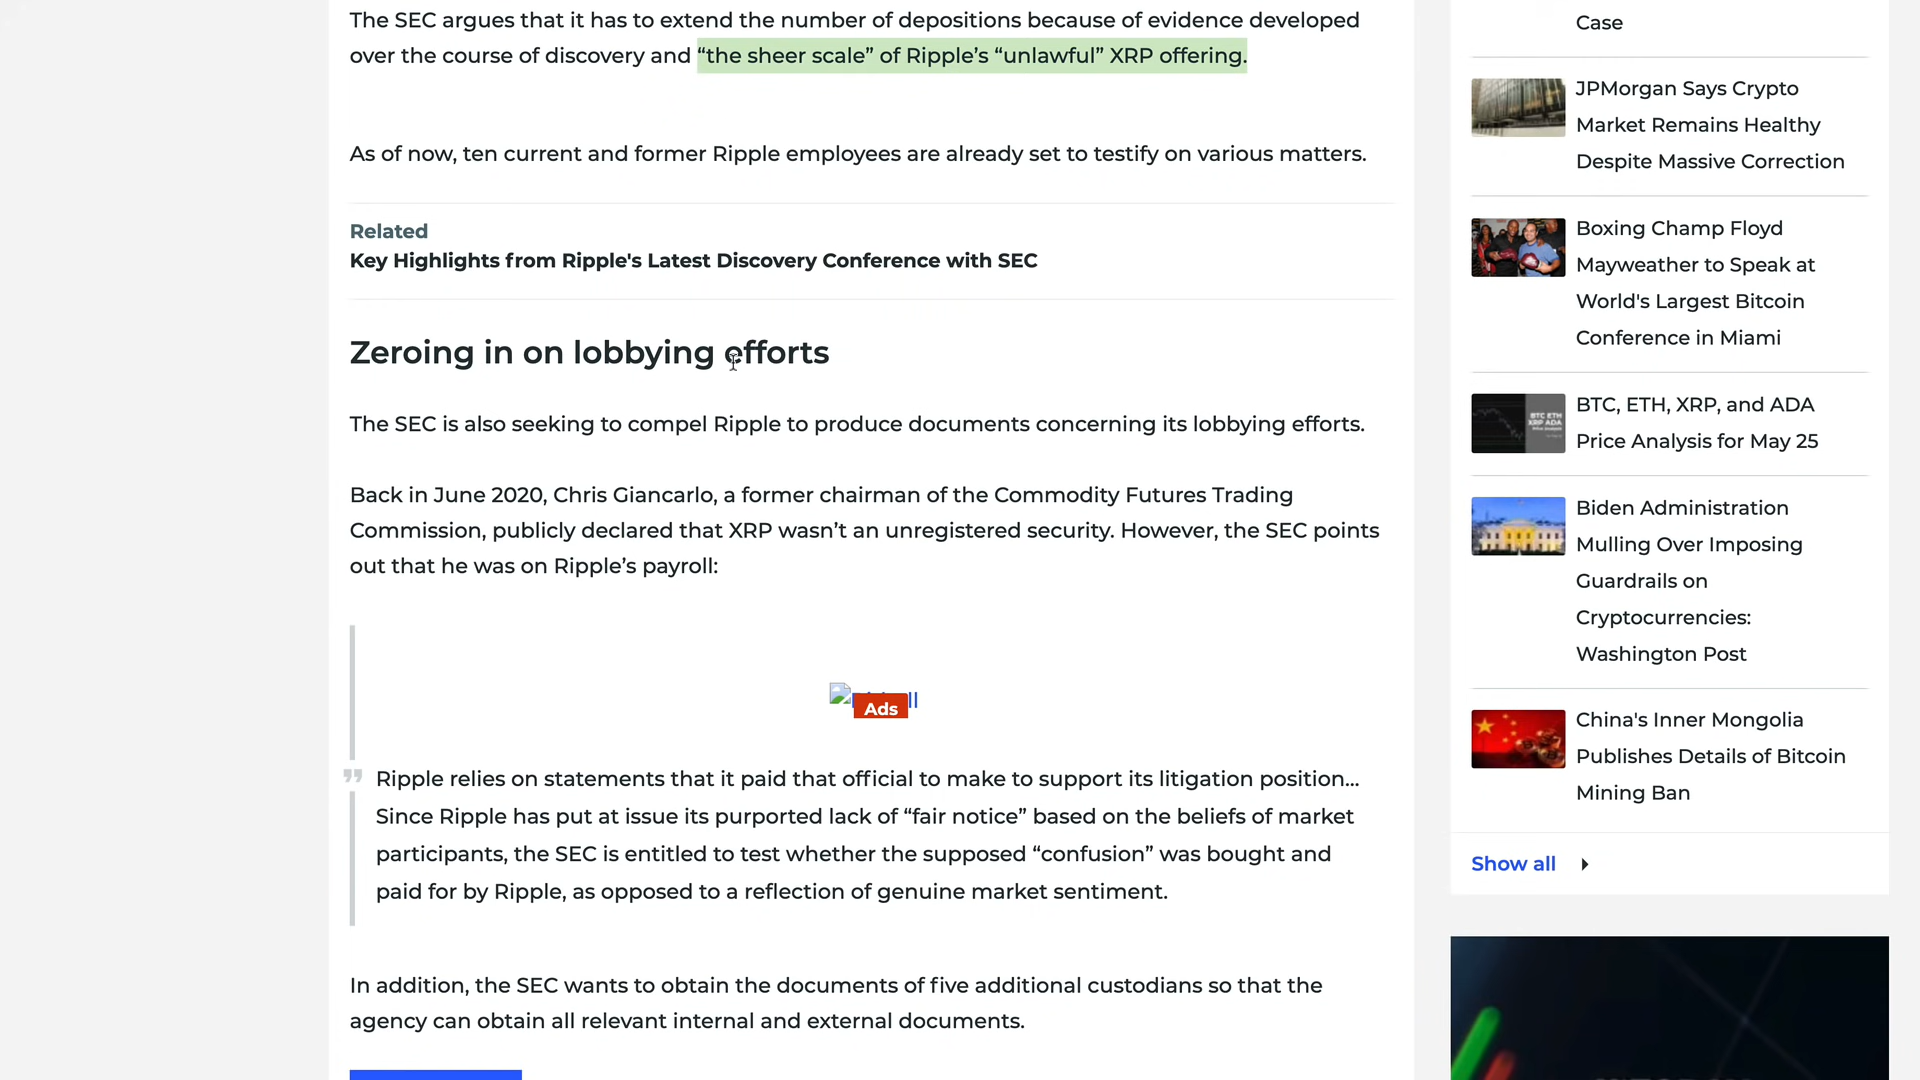 The SEC argues that it has to extend the number of depositions because of evidence developed
over the course of discovery and “the sheer scale” of Ripple’s “unlawful” XRP offering.
As of now, ten current and former Ripple employees are already set to testify on various matters.
Related
Key Highlights from Ripple's Latest Discovery Conference with SEC
Zeroing in on lobbying efforts
The SEC is also seeking to compel Ripple to produce documents concerning its lobbying efforts.
Back in June 2020, Chris Giancarlo, a former chairman of the Commodity Futures Trading
Commission, publicly declared that XRP wasn’t an unregistered security. However, the SEC points
out that he was on Ripple’s payroll:
Ads
Ripple relies on statements that it paid that official to make to support its litigation position...
Since Ripple has put at issue its purported lack of “fair notice” based on the beliefs of market
participants, the SEC is entitled to test whether the supposed “confusion” was bought and
paid for by Ripple, as opposed to a reflection of genuine market sentiment.
In addition, the SEC wants to obtain the documents of five additional custodians so that the
agency can obtain all relevant internal and external documents.
Case
JPMorgan Says Crypto
Market Remains Healthy
Despite Massive Correction
Boxing Champ Floyd
Mayweather to Speak at
World's Largest Bitcoin
Conference in Miami
BTC ETH
XRP ADA
BTC, ETH, XRP, and ADA
Price Analysis for May 25
Biden Administration
Mulling Over Imposing
Guardrails on
Cryptocurrencies:
Washington Post
China's Inner Mongolia
Publishes Details of Bitcoin
Mining Ban
Show all